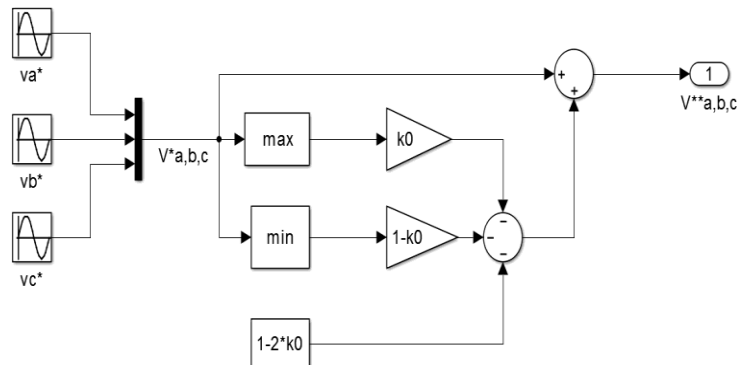 va*
vb*
vc*
V*a,b,c
max
k0
min
1-k0
1-2*k0
+
+
-
-
-
1
V**a,b,c